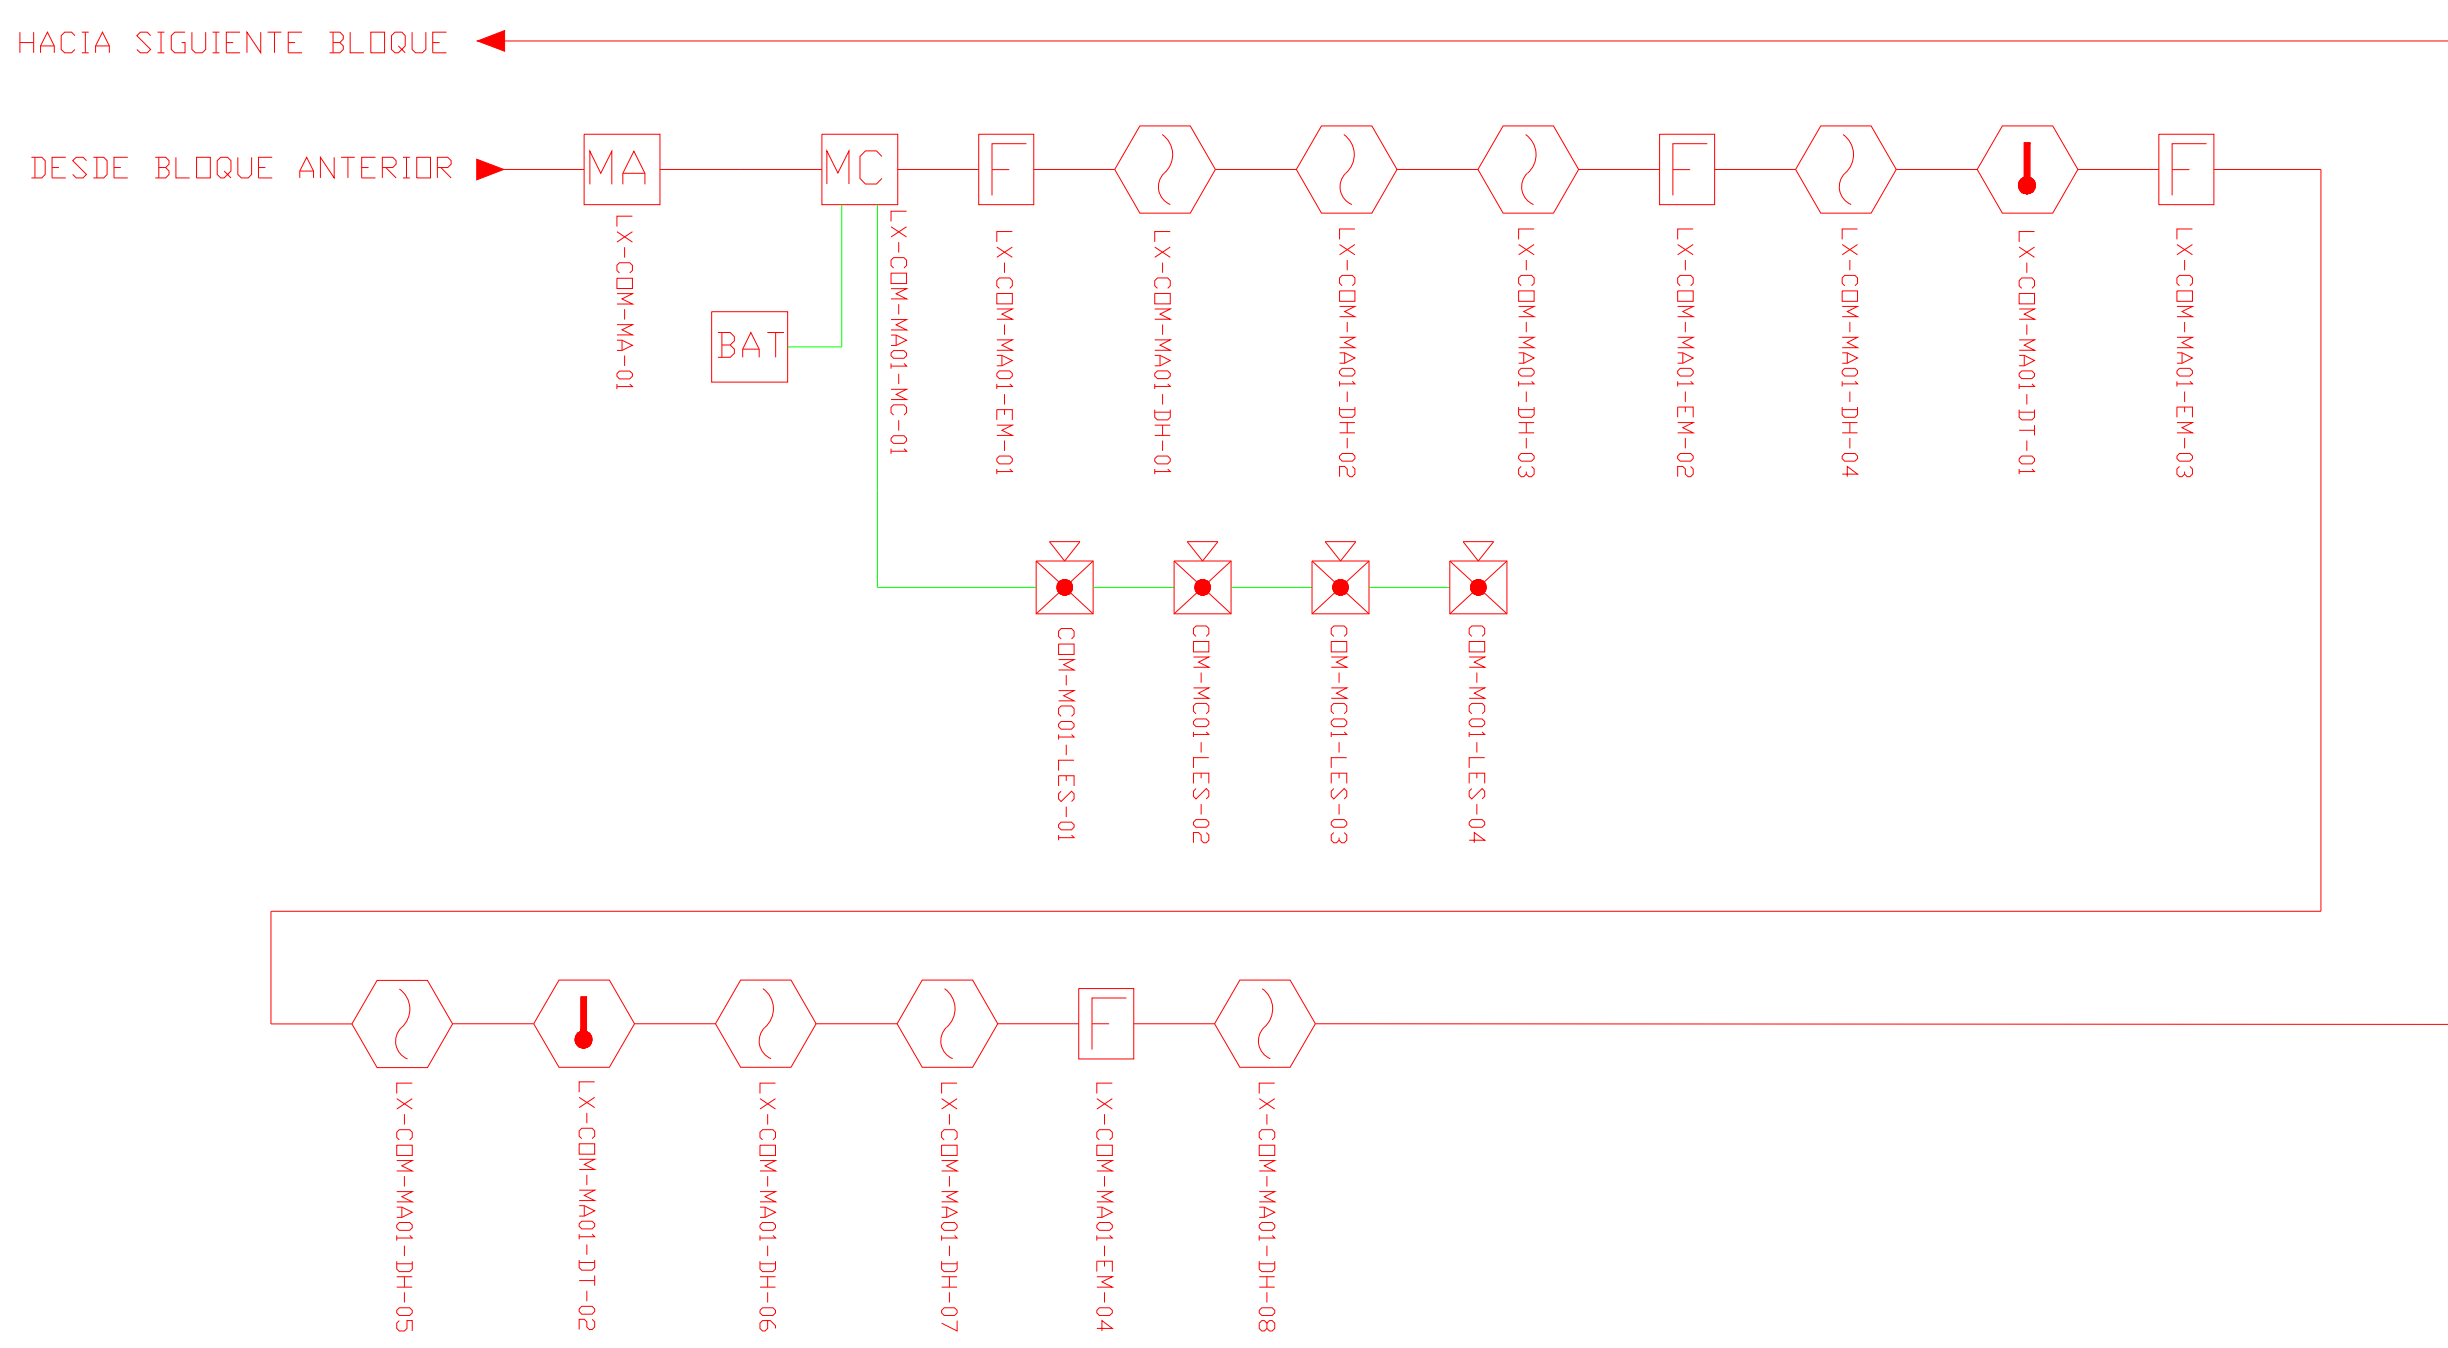 HACIA SIGUIENTE BLOQUE
DESDE BLOQUE ANTERIOR
MA
MC
F
F
F
LX-COM-MA-01
LX-COM-MA01-MC-01
LX-COM-MA01-EM-01
LX-COM-MA01-DH-01
LX-COM-MA01-DH-02
LX-COM-MA01-DH-03
LX-COM-MA01-EM-02
LX-COM-MA01-DH-04
LX-COM-MA01-DT-01
LX-COM-MA01-EM-03
BAT
COM-MC01-LES-01
COM-MC01-LES-02
COM-MC01-LES-03
COM-MC01-LES-04
F
LX-COM-MA01-DH-05
LX-COM-MA01-DT-02
LX-COM-MA01-DH-06
LX-COM-MA01-DH-07
LX-COM-MA01-EM-04
LX-COM-MA01-DH-08